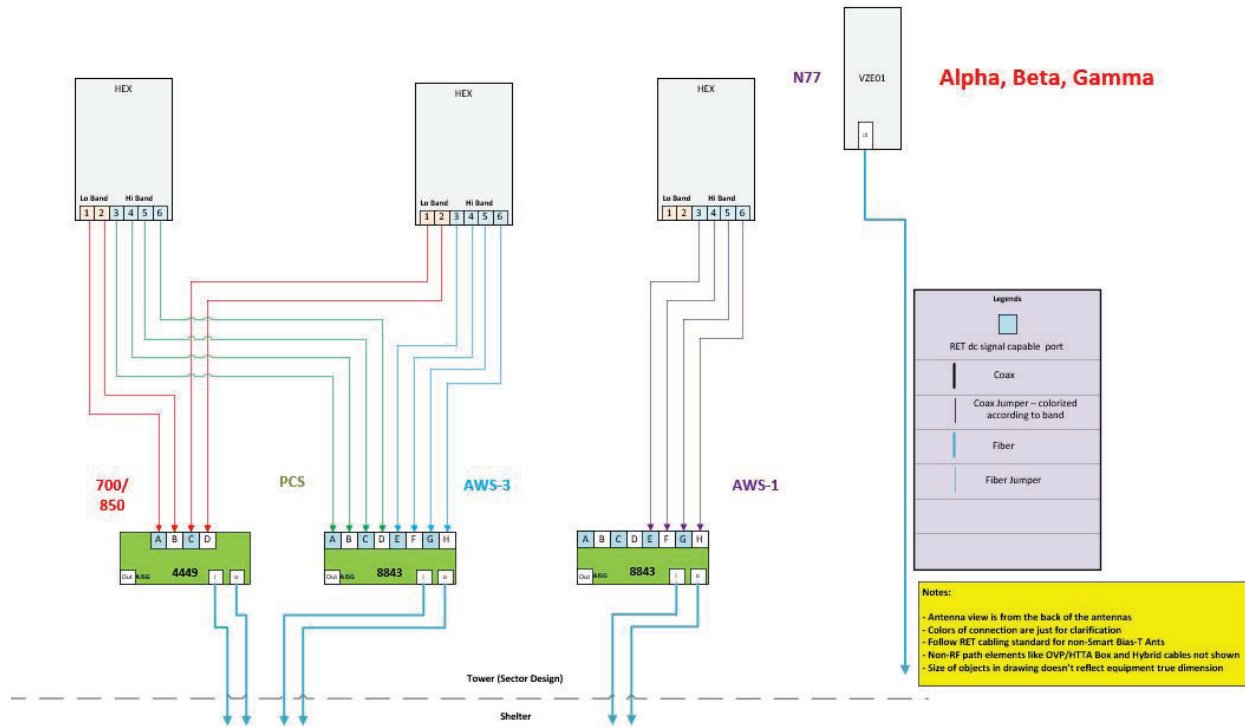 HEX
HEX
HEX
N77
VZE01
Alpha, Beta, Gamma
Lo Band Hi Band
1 2 3 4 5 6
Lo Band Hi Band
1 2 3 4 5 6
Lo Band Hi Band
1 2 3 4 5 6
Legends
RET dc signal capable port
Coax
Coax Jumper – colorized
according to band
Fiber
Fiber Jumper
700/
850
PCS
AWS-3
AWS-1
A B C D
4449
Out AISG
A B C D E F G H
8843
Out AISG
A B C D E F G H
8843
Out AISG
Notes:
- Antenna view is from the back of the antennas
- Colors of connection are just for clarification
- Follow RET cabling standard for non-Smart Bias-T Ants
- Non-RF path elements like OVP/HTTA Box and Hybrid cables not shown
- Size of objects in drawing doesn't reflect equipment true dimension
Tower (Sector Design)
Shelter